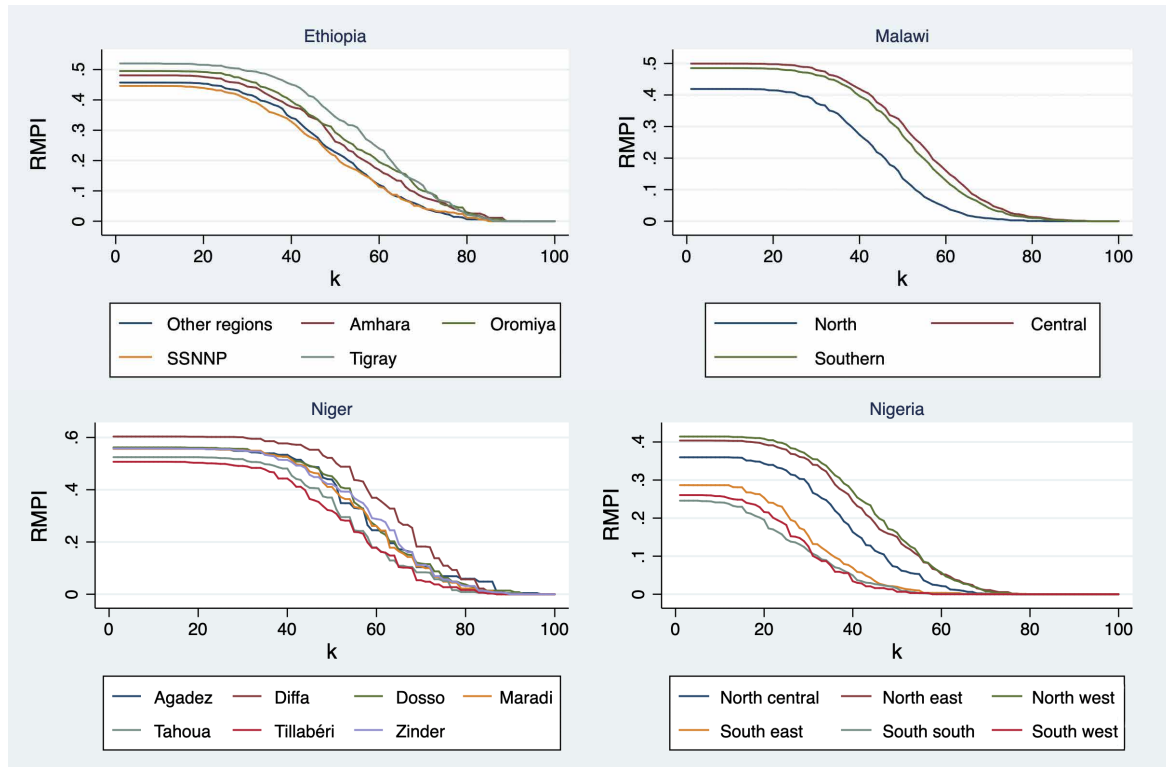 Ethiopia
RMPI
.5
.4
.3
.2
.1
0
0 20 40 60 80 100
k
Other regions Amhara Oromiya
SSNNP Tigray
Malawi
RMPI
.5
.4
.3
.2
.1
0
0 20 40 60 80 100
k
North Central
Southern
Niger
RMPI
.6
.4
.2
0
0 20 40 60 80 100
k
Agadez Diffa Dosso Maradi
Tahoua Tillabéri Zinder
Nigeria
RMPI
.4
.3
.2
.1
0
0 20 40 60 80 100
k
North central North east North west
South east South south South west